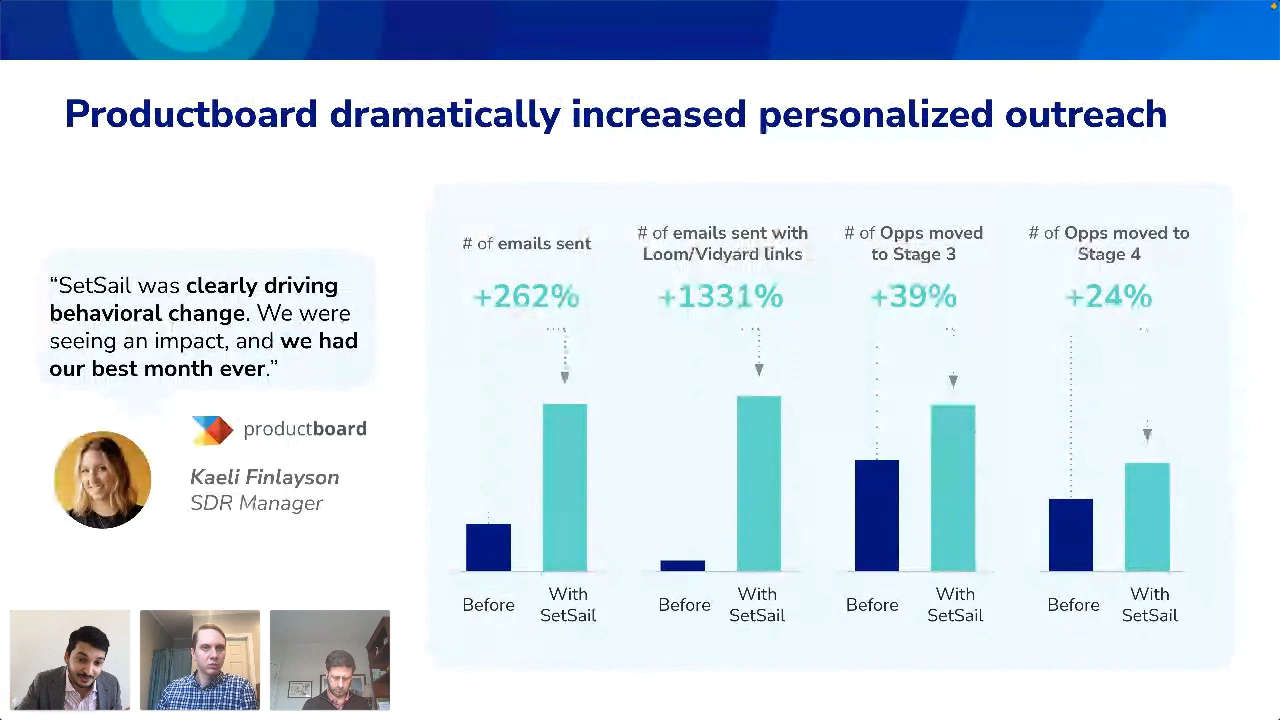 Productboard dramatically increased personalized outreach
“SetSail was clearly driving
behavioral change. We were
seeing an impact, and we had
our best month ever.”
productboard
Kaeli Finlayson
SDR Manager
# of emails sent
+262%
Before
With
SetSail
# of emails sent with
Loom/Vidyard links
+1331%
Before
With
SetSail
# of Opps moved
to Stage 3
+39%
Before
With
SetSail
# of Opps moved to
Stage 4
+24%
Before
With
SetSail